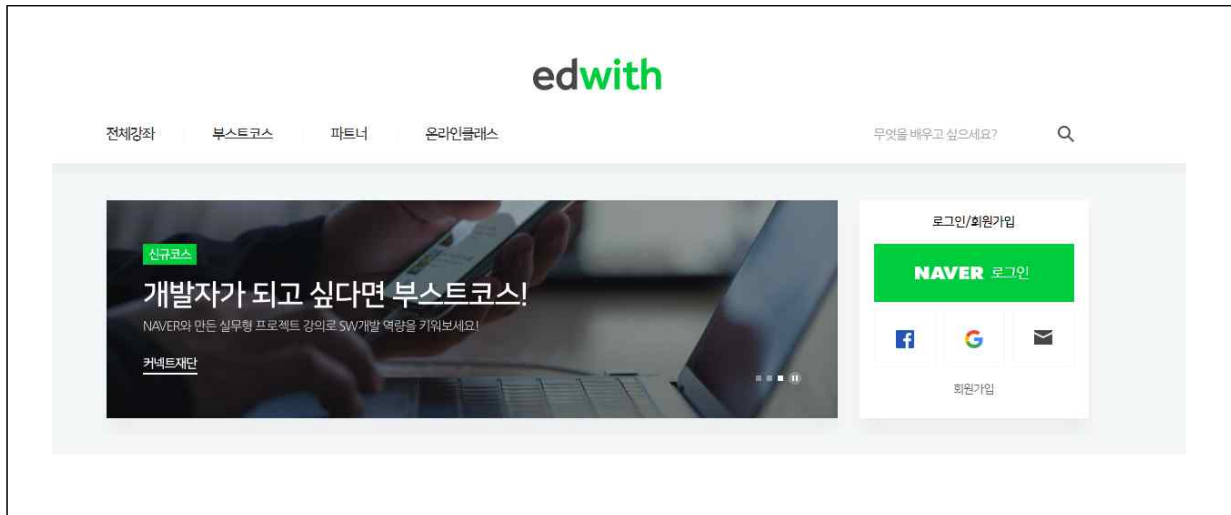 edwith
전체강좌 부스트코스 파트너 온라인클래스 무엇을 배우고 싶으세요?
신규코스
개발자가 되고 싶다면 부스트코스!
NAVER와 만든 실무형 프로젝트 강의로 SW개발 역량을 키워보세요!
커넥트재단
로그인/회원가입
NAVER 로그인
회원가입